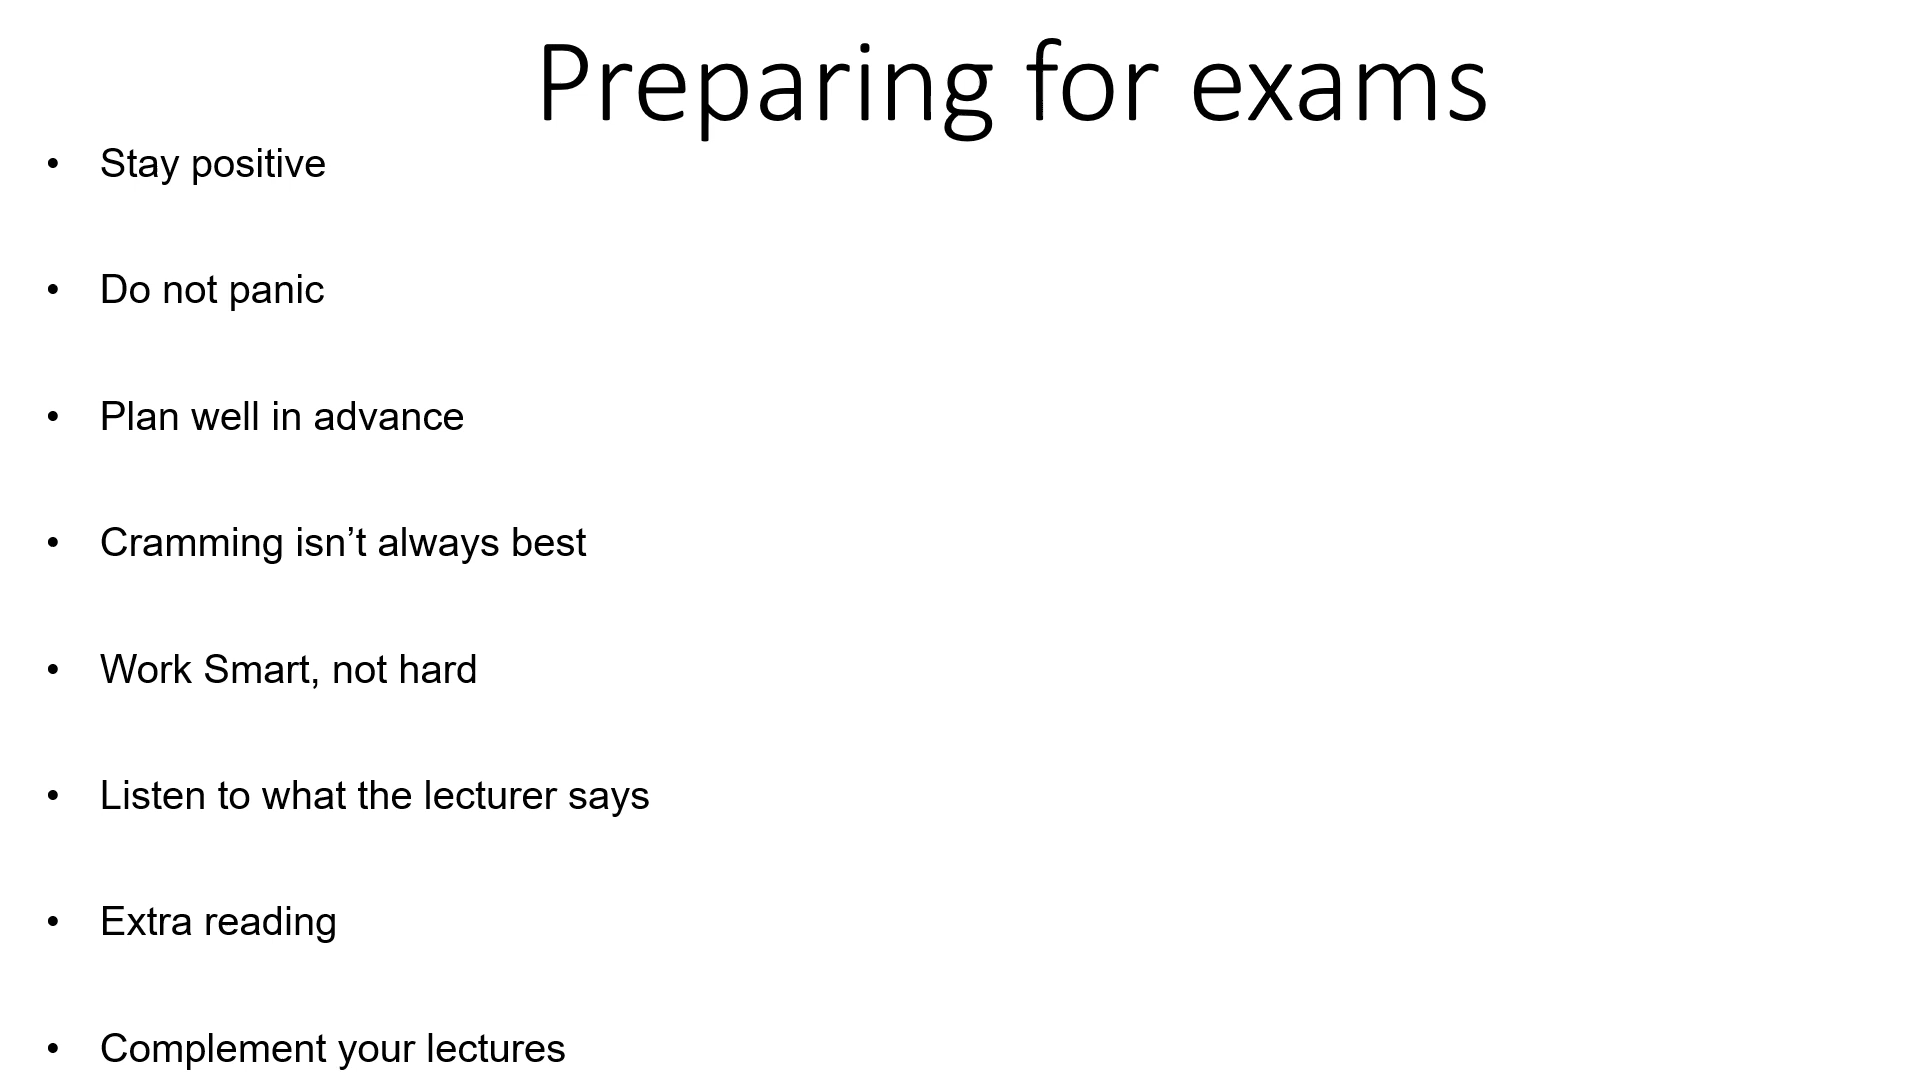 Preparing for exams
• Stay positive
• Do not panic
• Plan well in advance
• Cramming isn’t always best
• Work Smart, not hard
• Listen to what the lecturer says
• Extra reading
• Complement your lectures